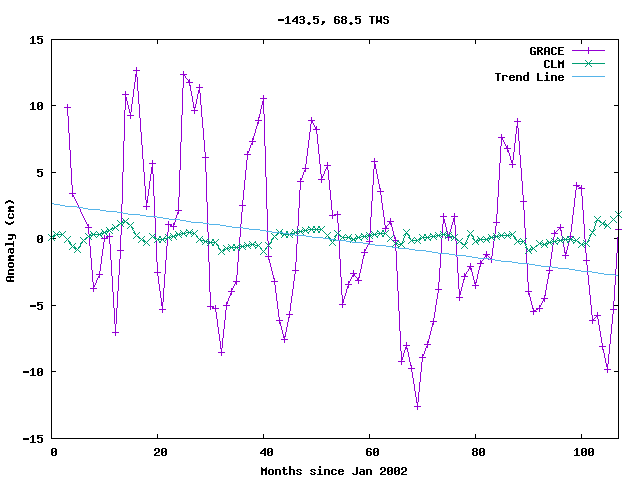 -143.5, 68.5 TWS
GRACE
CLM
Trend Line
15
10
5
0
-5
-10
-15
Anomaly (cm)
0 20 40 60 80 100
Months since Jan 2002